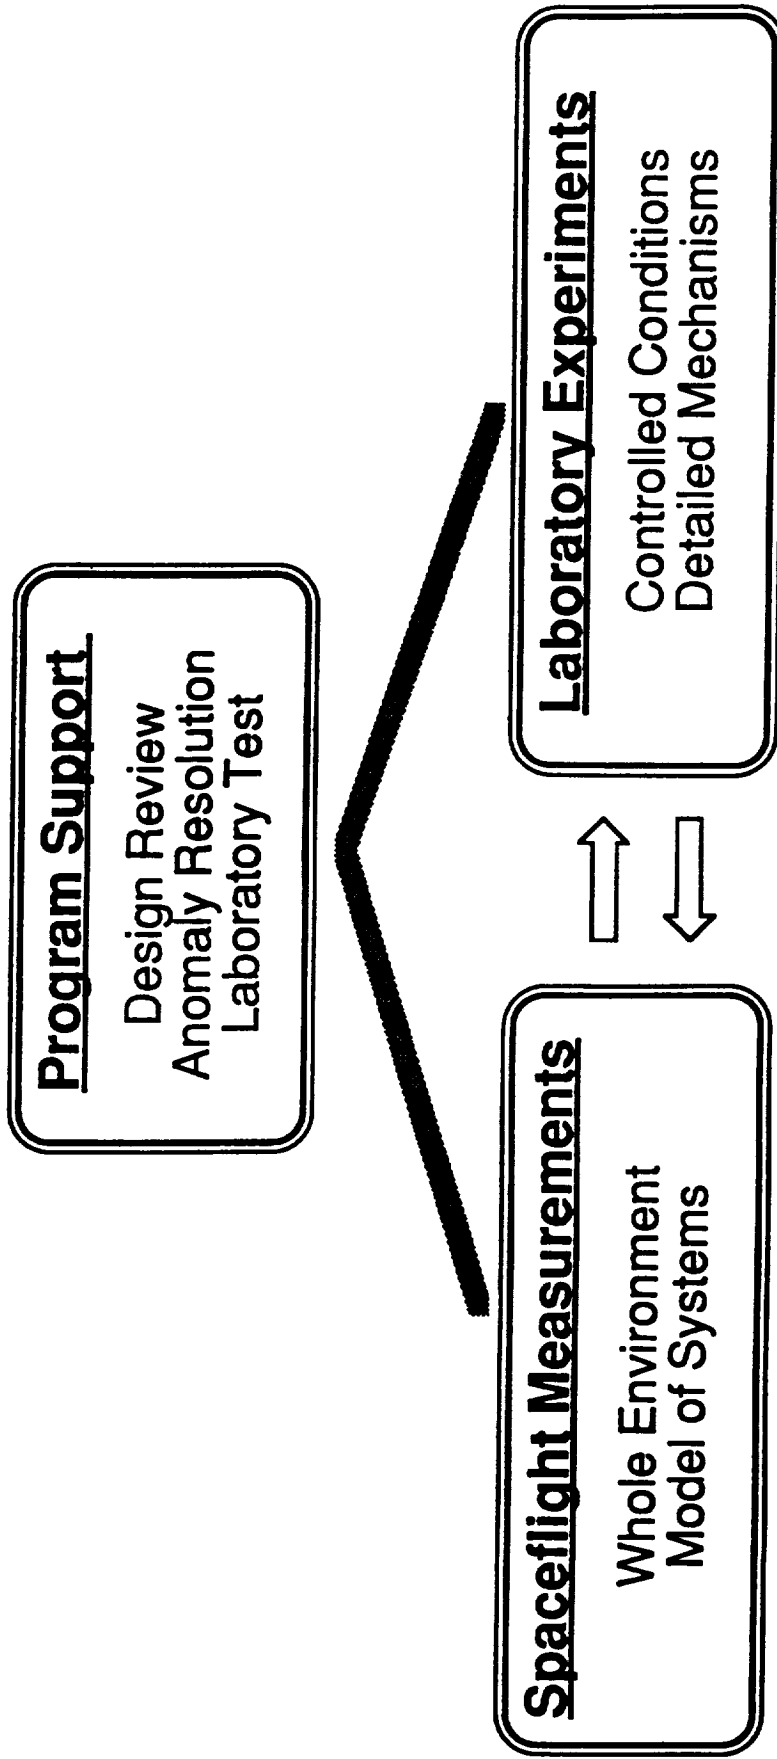 Program Support
Design Review
Anomaly Resolution
Laboratory Test
Spaceflight Measurements
Whole Environment
Model of Systems
Laboratory Experiments
Controlled Conditions
Detailed Mechanisms